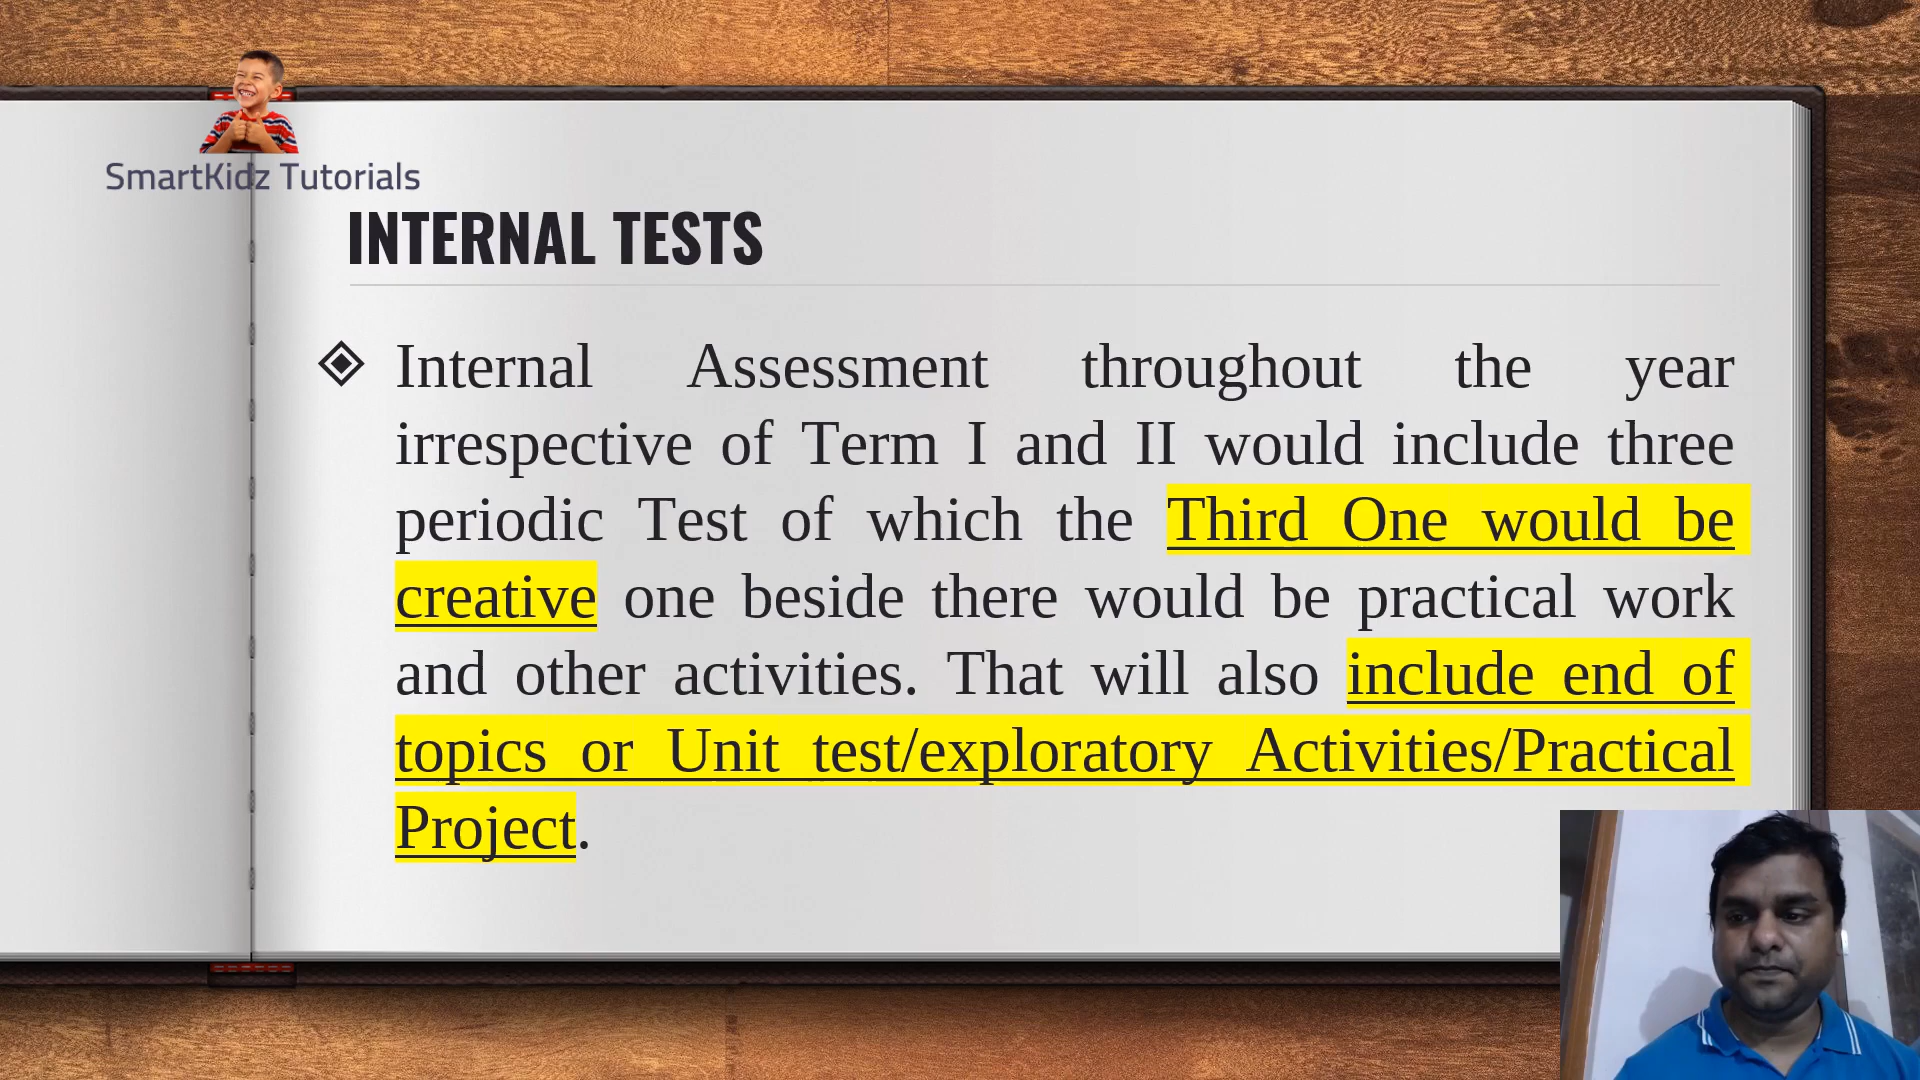 SmartKidz Tutorials
INTERNAL TESTS
Internal Assessment throughout the year
irrespective of Term I and II would include three
periodic Test of which the Third One would be
creative one beside there would be practical work
and other activities. That will also include end of
topics or Unit test/exploratory Activities/Practical
Project.